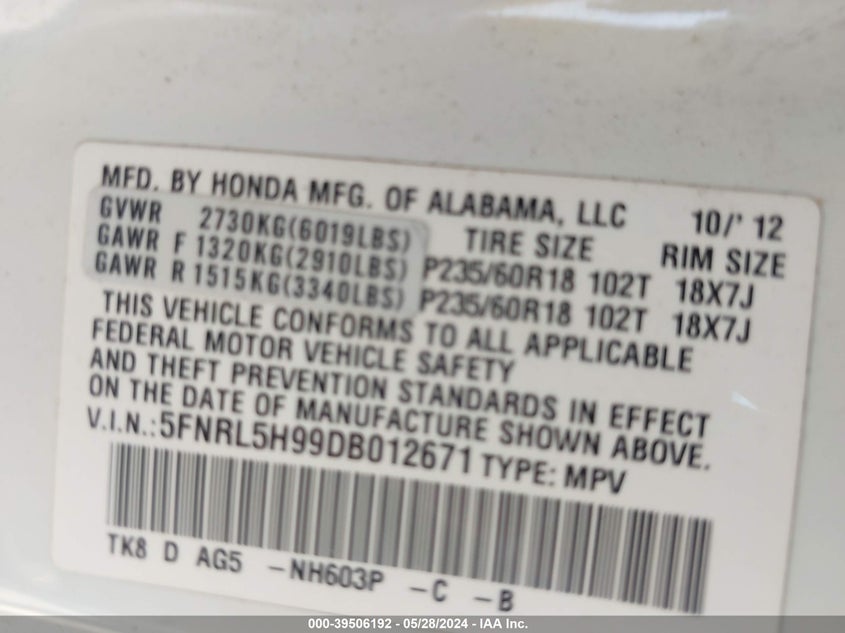 MFD. BY HONDA MFG. OF ALABAMA, LLC 10/' 12
GVWR 2730KG(6019LBS) TIRE SIZE RIM SIZE
GAWR F 1320KG(2910LBS) P235/60R18 102T 18X7J
GAWR R 1515KG(3340LBS) P235/60R18 102T 18X7J
THIS VEHICLE CONFORMS TO ALL APPLICABLE
FEDERAL MOTOR VEHICLE SAFETY
AND THEFT PREVENTION STANDARDS IN EFFECT
ON THE DATE OF MANUFACTURE SHOWN ABOVE.
V.I.N.:5FNRL5H99DB012671 TYPE: MPV
TK8 D AG5 -NH603P -C -B
000-39506192 - 05/28/2024 - IAA Inc.